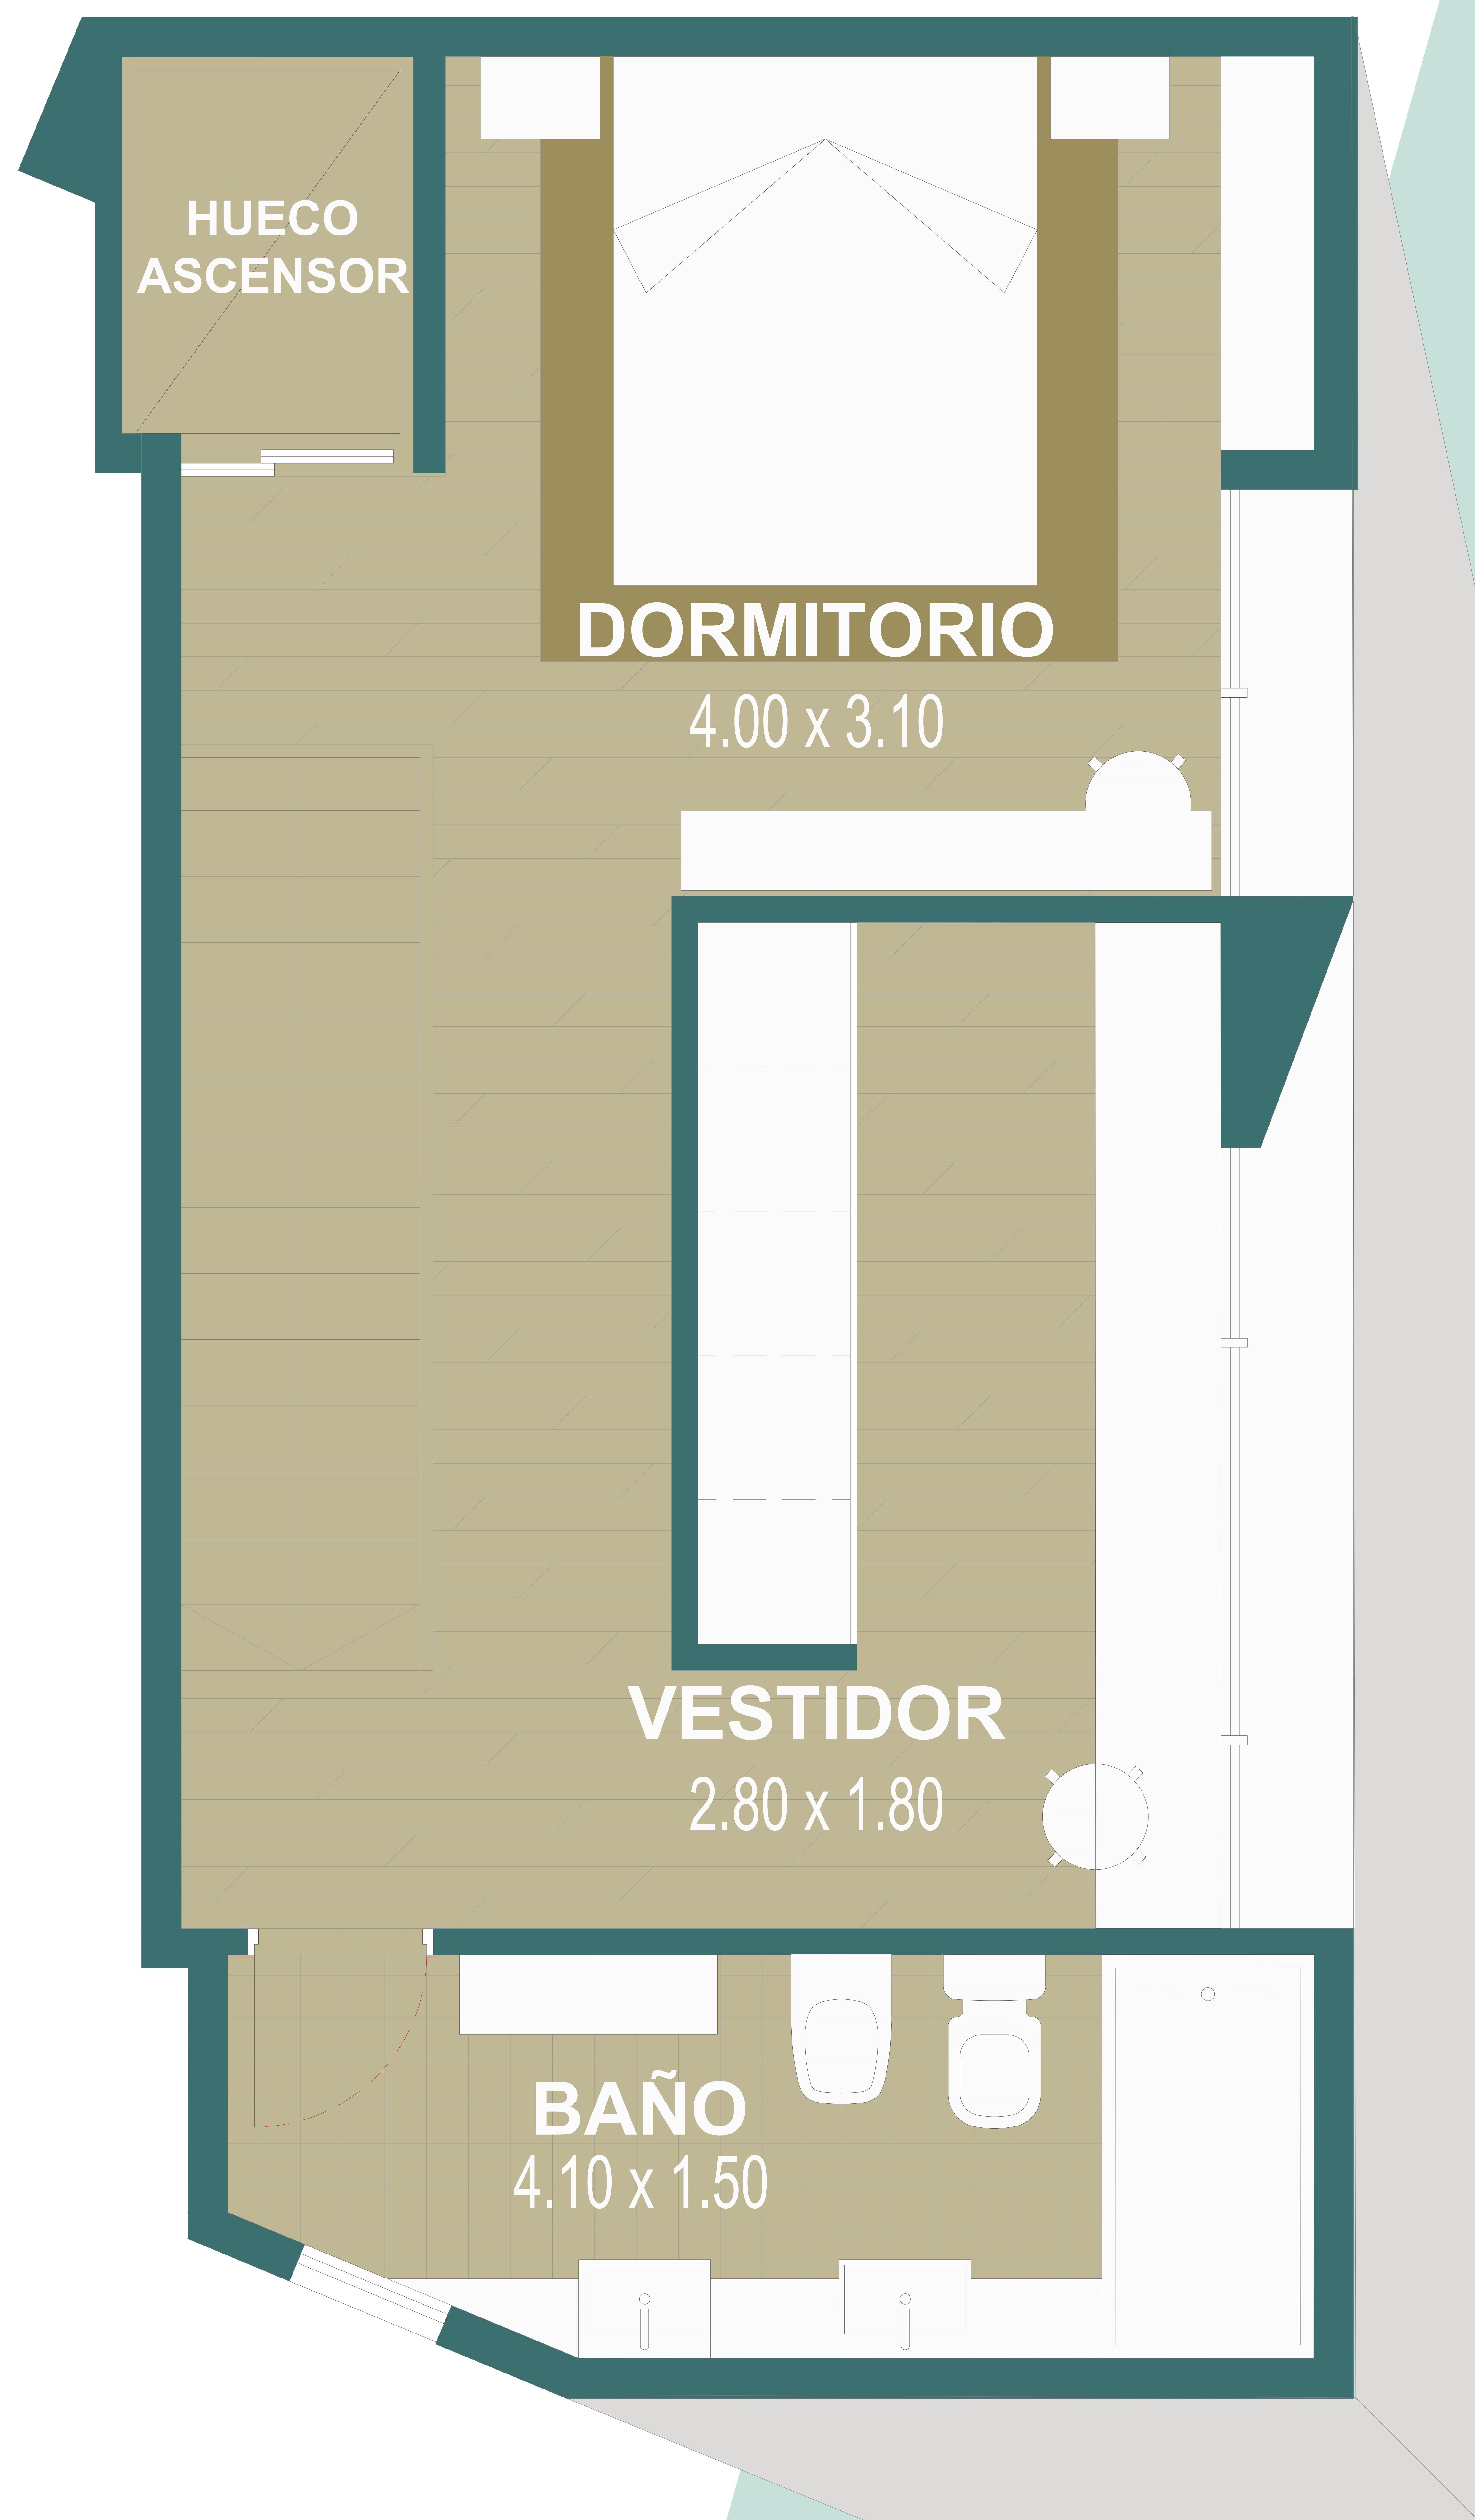 HUECO
ASCENSOR
DORMITORIO
4.00 x 3.10
VESTIDOR
2.80 x 1.80
BAÑO
4.10 x 1.50